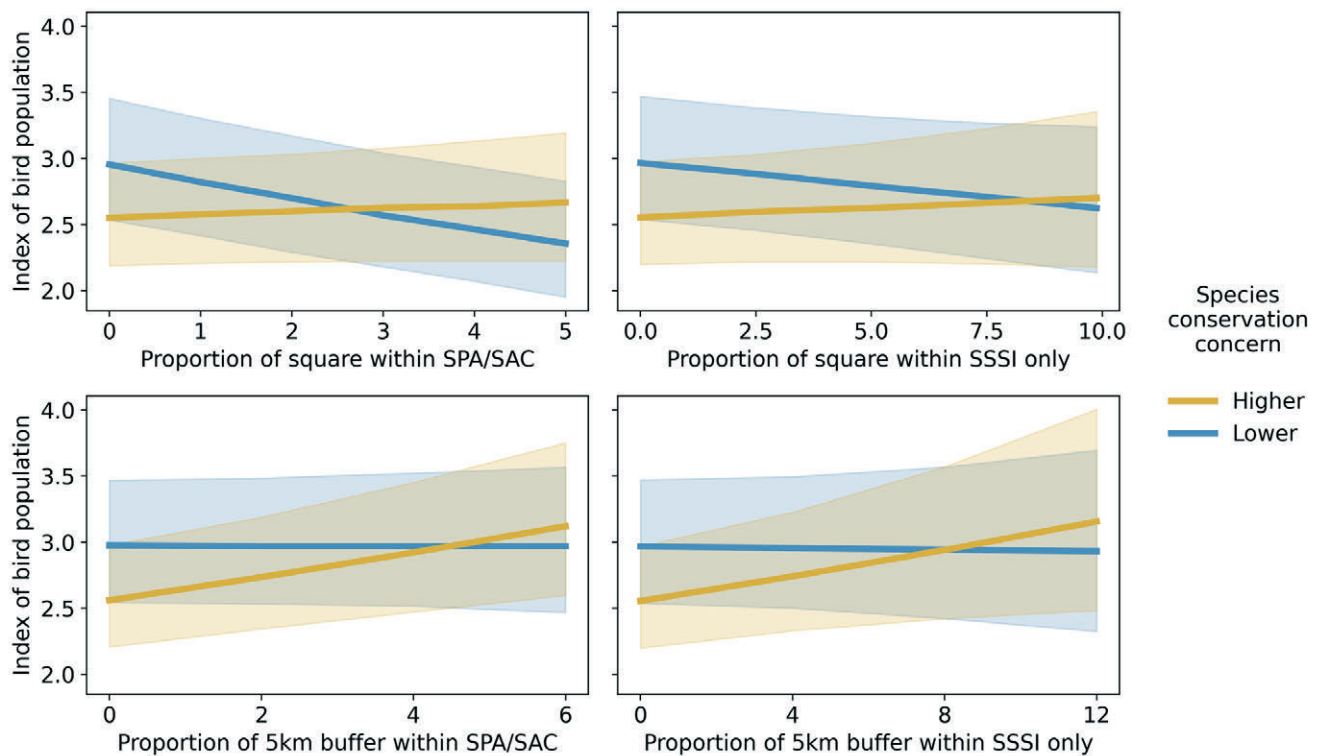 Index of bird population
4.0
3.5
3.0
2.5
2.0
0 1 2 3 4 5
Proportion of square within SPA/SAC
0.0 2.5 5.0 7.5 10.0
Proportion of square within SSSI only
Index of bird population
4.0
3.5
3.0
2.5
2.0
0 2 4 6
Proportion of 5km buffer within SPA/SAC
0 4 8 12
Proportion of 5km buffer within SSSI only
Species
conservation
concern
Higher
Lower